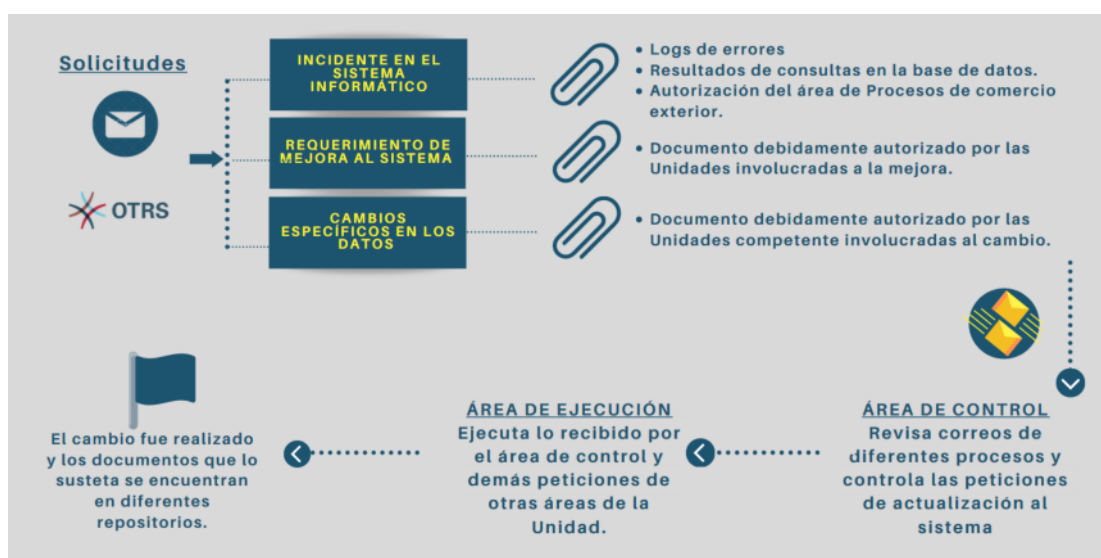 Solicitudes
OTRS
INCIDENTE EN EL
SISTEMA
INFORMÁTICO
• Logs de errores
• Resultados de consultas en la base de datos.
• Autorización del área de Procesos de comercio
exterior.
REQUERIMIENTO DE
MEJORA AL SISTEMA
• Documento debidamente autorizado por las
Unidades involucradas a la mejora.
CAMBIOS
ESPECÍFICOS EN LOS
DATOS
• Documento debidamente autorizado por las
Unidades competente involucradas al cambio.
ÁREA DE CONTROL
Revisa correos de
diferentes procesos y
controla las peticiones
de actualización al
sistema
ÁREA DE EJECUCIÓN
Ejecuta lo recibido por
el área de control y
demás peticiones de
otras áreas de la
Unidad.
El cambio fue realizado
y los documentos que lo
susteta se encuentran
en diferentes
repositorios.